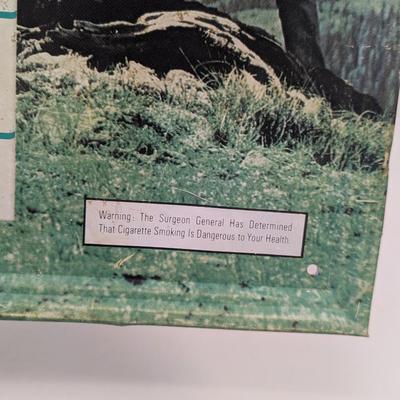 Warning: The Surgeon General Has Determined
That Cigarette Smoking Is Dangerous to Your Health.